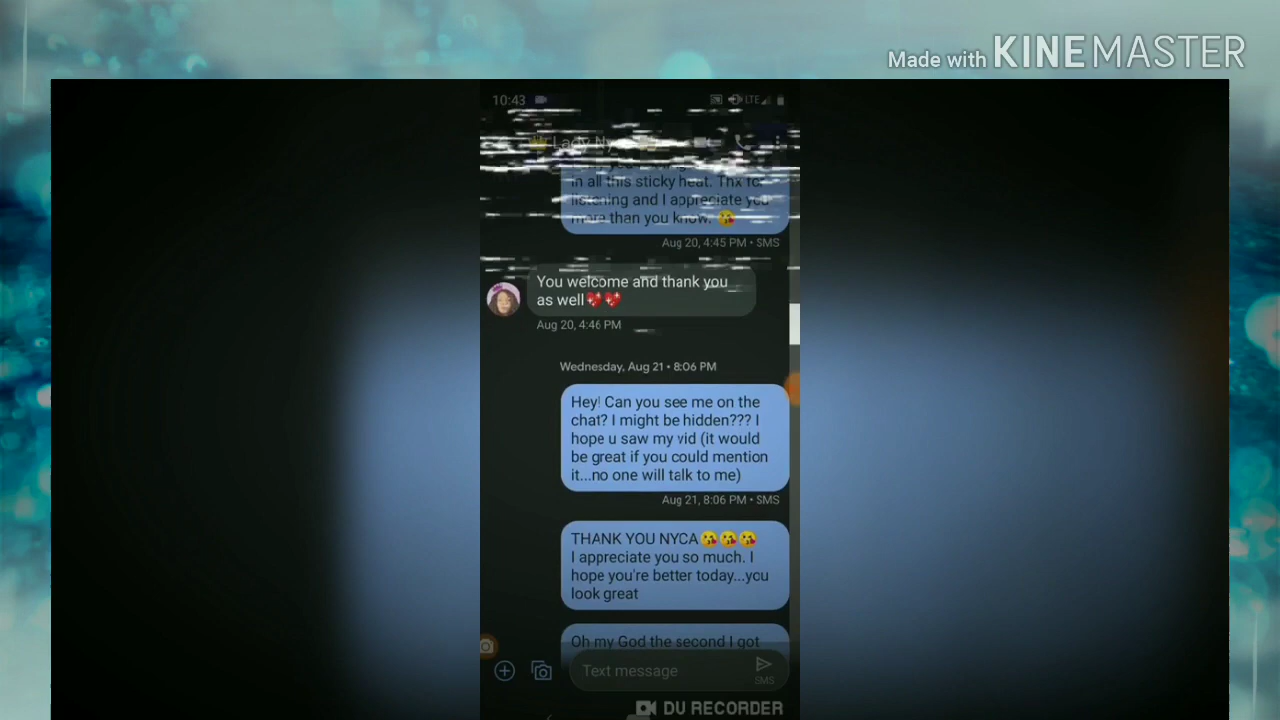 Made with KINEMASTER
10:43
LTE
Lady Ny
in all this sticky heat. Thx for
listening and I appreciate you
more than you know. 😘
Aug 20, 4:45 PM • SMS
You welcome and thank you
as well💖💖
Aug 20, 4:46 PM
Wednesday, Aug 21 • 8:06 PM
Hey! Can you see me on the
chat? I might be hidden??? I
hope u saw my vid (it would
be great if you could mention
it...no one will talk to me)
Aug 21, 8:06 PM • SMS
THANK YOU NYCA😘😘😘
I appreciate you so much. I
hope you're better today...you
look great
Oh my God the second I got
Text message
SMS
DU RECORDER